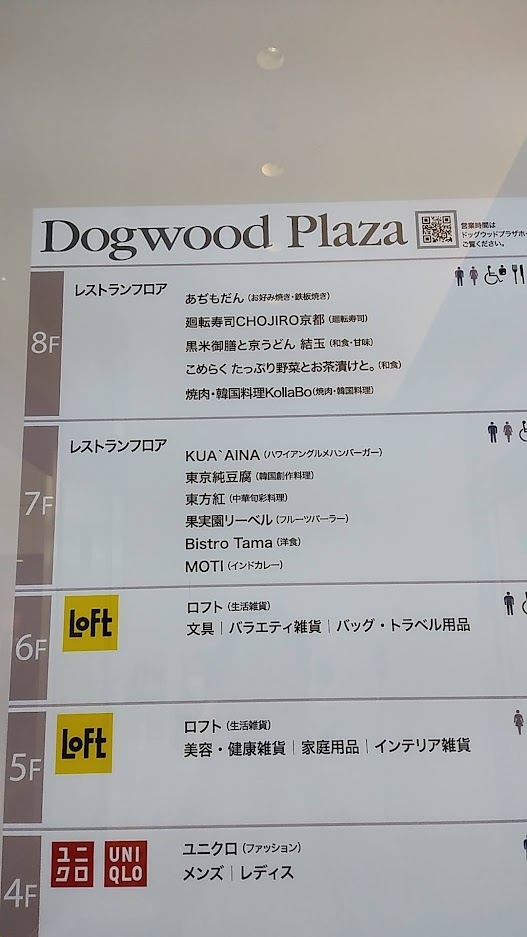 Dogwood Plaza
営業時間は
ドッグウッドプラザホー
ご覧ください。
8F
レストランフロア
あぢもだん (お好み焼き・鉄板焼き)
廻転寿司CHOJIRO京都 (廻転寿司)
黒米御膳と京うどん 結玉 (和食・甘味)
こめらく たっぷり野菜とお茶漬けと。(和食)
焼肉・韓国料理KollaBo(焼肉・韓国料理)
7F
レストランフロア
KUA`AINA (ハワイアングルメハンバーガー)
東京純豆腐 (韓国創作料理)
東方紅 (中華旬彩料理)
果実園リーベル (フルーツパーラー)
Bistro Tama (洋食)
MOTI (インドカレー)
6F
LoFt
ロフト (生活雑貨)
文具｜バラエティ雑貨｜バッグ・トラベル用品
5F
LoFt
ロフト (生活雑貨)
美容・健康雑貨｜家庭用品｜インテリア雑貨
4F
ユニ
クロ
UNI
QLO
ユニクロ (ファッション)
メンズ｜レディス